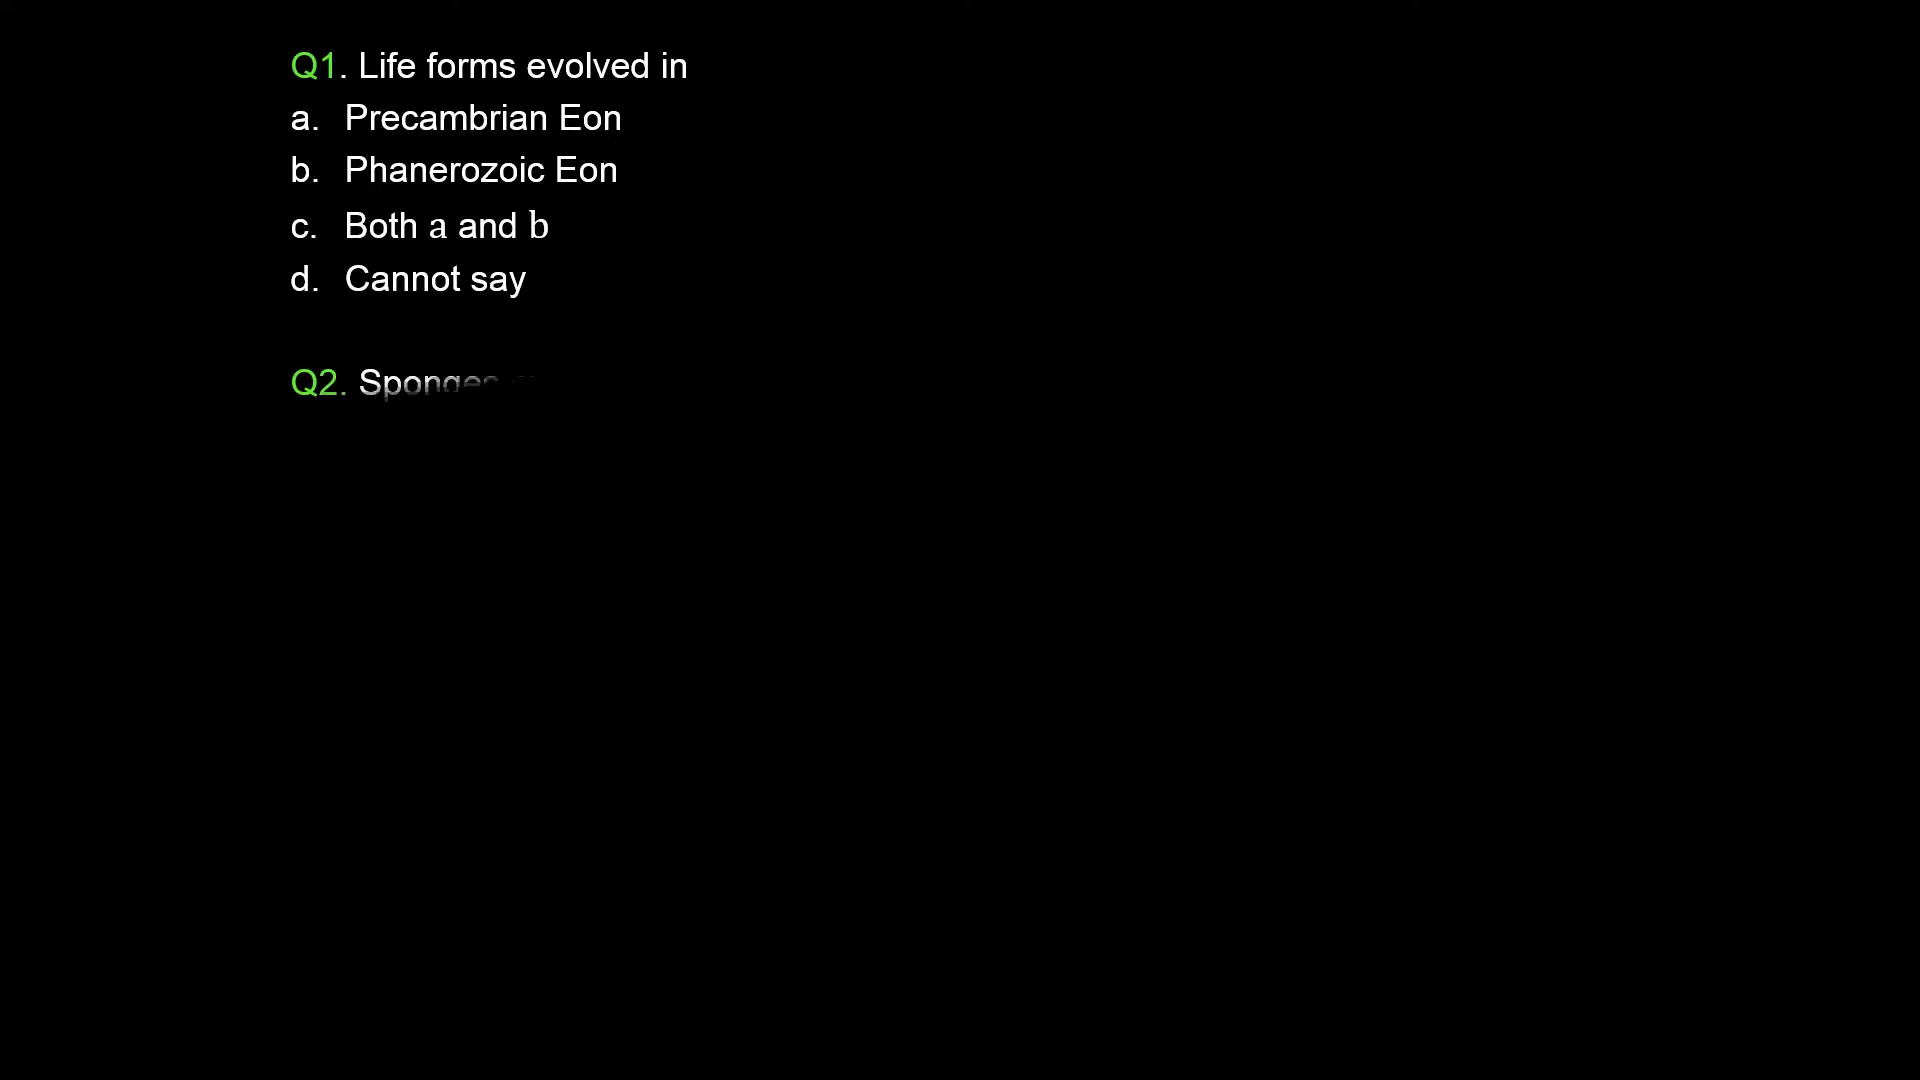 Q1. Life forms evolved in
a. Precambrian Eon
b. Phanerozoic Eon
c. Both a and b
d. Cannot say
Q2. Sponges